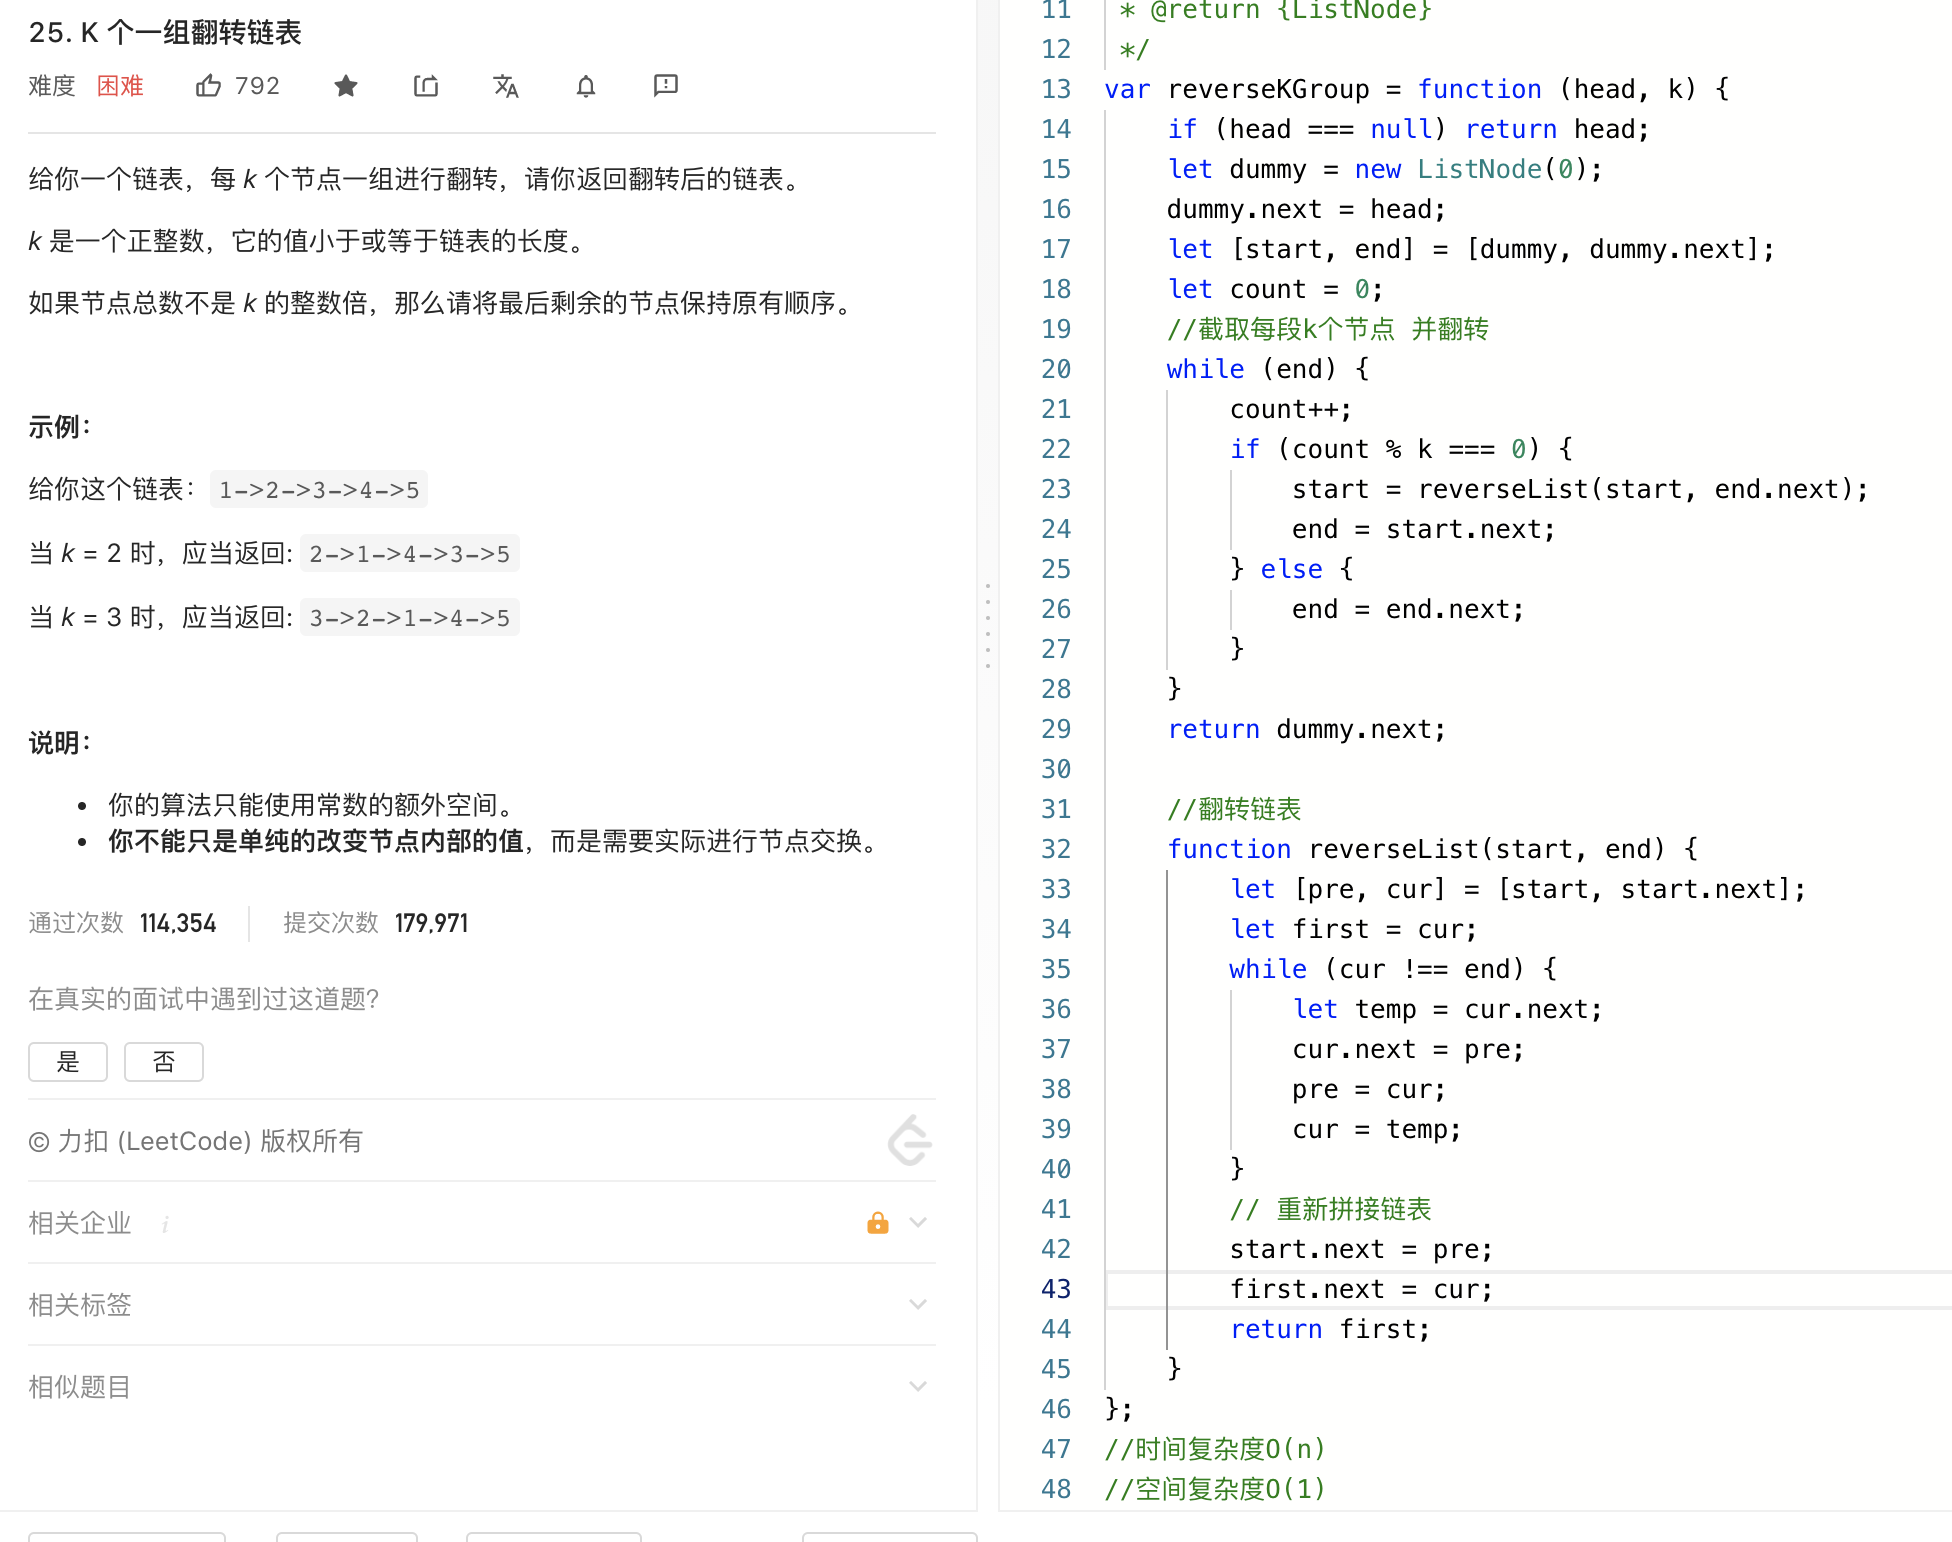 25. K 个一组翻转链表
难度 困难 792
给你一个链表，每 k 个节点一组进行翻转，请你返回翻转后的链表。
k 是一个正整数，它的值小于或等于链表的长度。
如果节点总数不是 k 的整数倍，那么请将最后剩余的节点保持原有顺序。
示例：
给你这个链表：1->2->3->4->5
当 k = 2 时，应当返回: 2->1->4->3->5
当 k = 3 时，应当返回: 3->2->1->4->5
说明：
• 你的算法只能使用常数的额外空间。
• 你不能只是单纯的改变节点内部的值，而是需要实际进行节点交换。
通过次数 114,354 提交次数 179,971
在真实的面试中遇到过这道题?
是 否
© 力扣 (LeetCode) 版权所有
相关企业 i
相关标签
相似题目
11 * @return {ListNode}
12 */
13 var reverseKGroup = function (head, k) {
14 if (head === null) return head;
15 let dummy = new ListNode(0);
16 dummy.next = head;
17 let [start, end] = [dummy, dummy.next];
18 let count = 0;
19 //截取每段k个节点 并翻转
20 while (end) {
21 count++;
22 if (count % k === 0) {
23 start = reverseList(start, end.next);
24 end = start.next;
25 } else {
26 end = end.next;
27 }
28 }
29 return dummy.next;
30
31 //翻转链表
32 function reverseList(start, end) {
33 let [pre, cur] = [start, start.next];
34 let first = cur;
35 while (cur !== end) {
36 let temp = cur.next;
37 cur.next = pre;
38 pre = cur;
39 cur = temp;
40 }
41 // 重新拼接链表
42 start.next = pre;
43 first.next = cur;
44 return first;
45 }
46 };
47 //时间复杂度O(n)
48 //空间复杂度O(1)